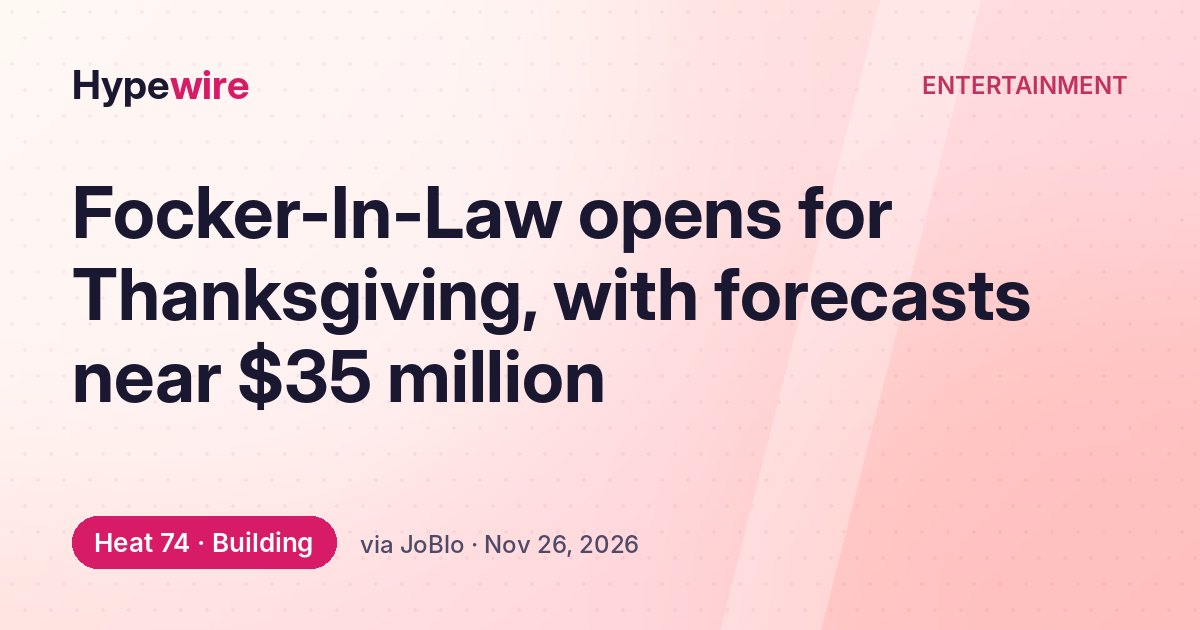 Hypewire
ENTERTAINMENT
Focker-In-Law opens for
Thanksgiving, with forecasts
near $35 million
Heat 74 · Building
via JoBlo · Nov 26, 2026